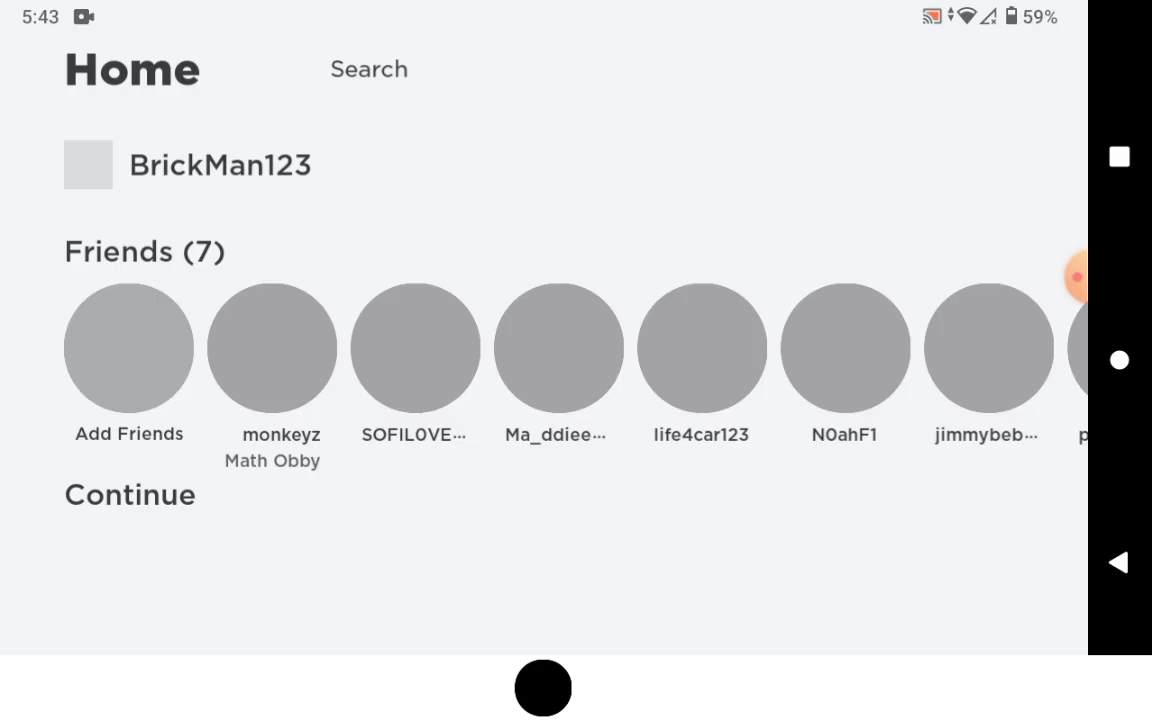 5:43
59%
Home
Search
BrickMan123
Friends (7)
Add Friends
monkeyz
SOFIL0VE...
Ma_ddiee...
life4car123
N0ahF1
jimmybeb...
p
Math Obby
Continue